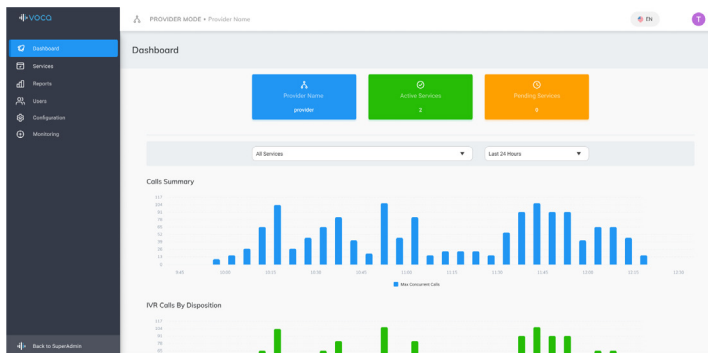 VOCA
PROVIDER MODE • Provider Name
EN
T
Dashboard
Services
Reports
Users
Configuration
Monitoring
Back to SuperAdmin
Dashboard
Provider Name
provider
Active Services
2
Pending Services
0
All Services
Last 24 Hours
Calls Summary
117
104
91
78
65
52
39
26
13
0
9:45
10:00
10:15
10:30
10:45
11:00
11:15
11:30
11:45
12:00
12:15
12:30
Max Concurrent Calls
IVR Calls By Disposition
117
104
91
78
65